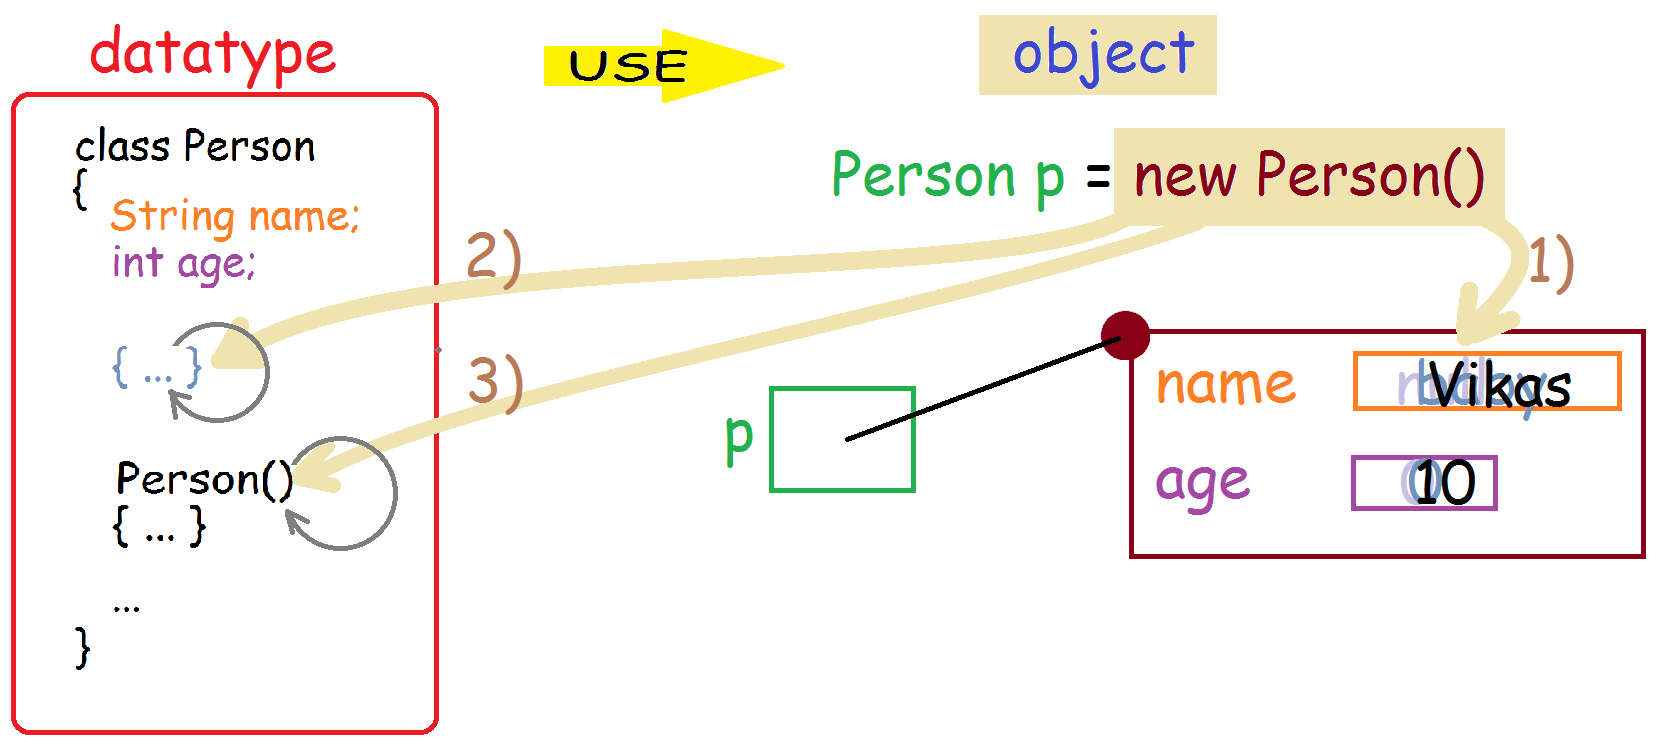 datatype
USE
object
class Person
{
String name;
int age;
{ ... }
Person()
{ ... }
...
}
Person p = new Person()
1)
2)
3)
p
name
Vikas
age
10